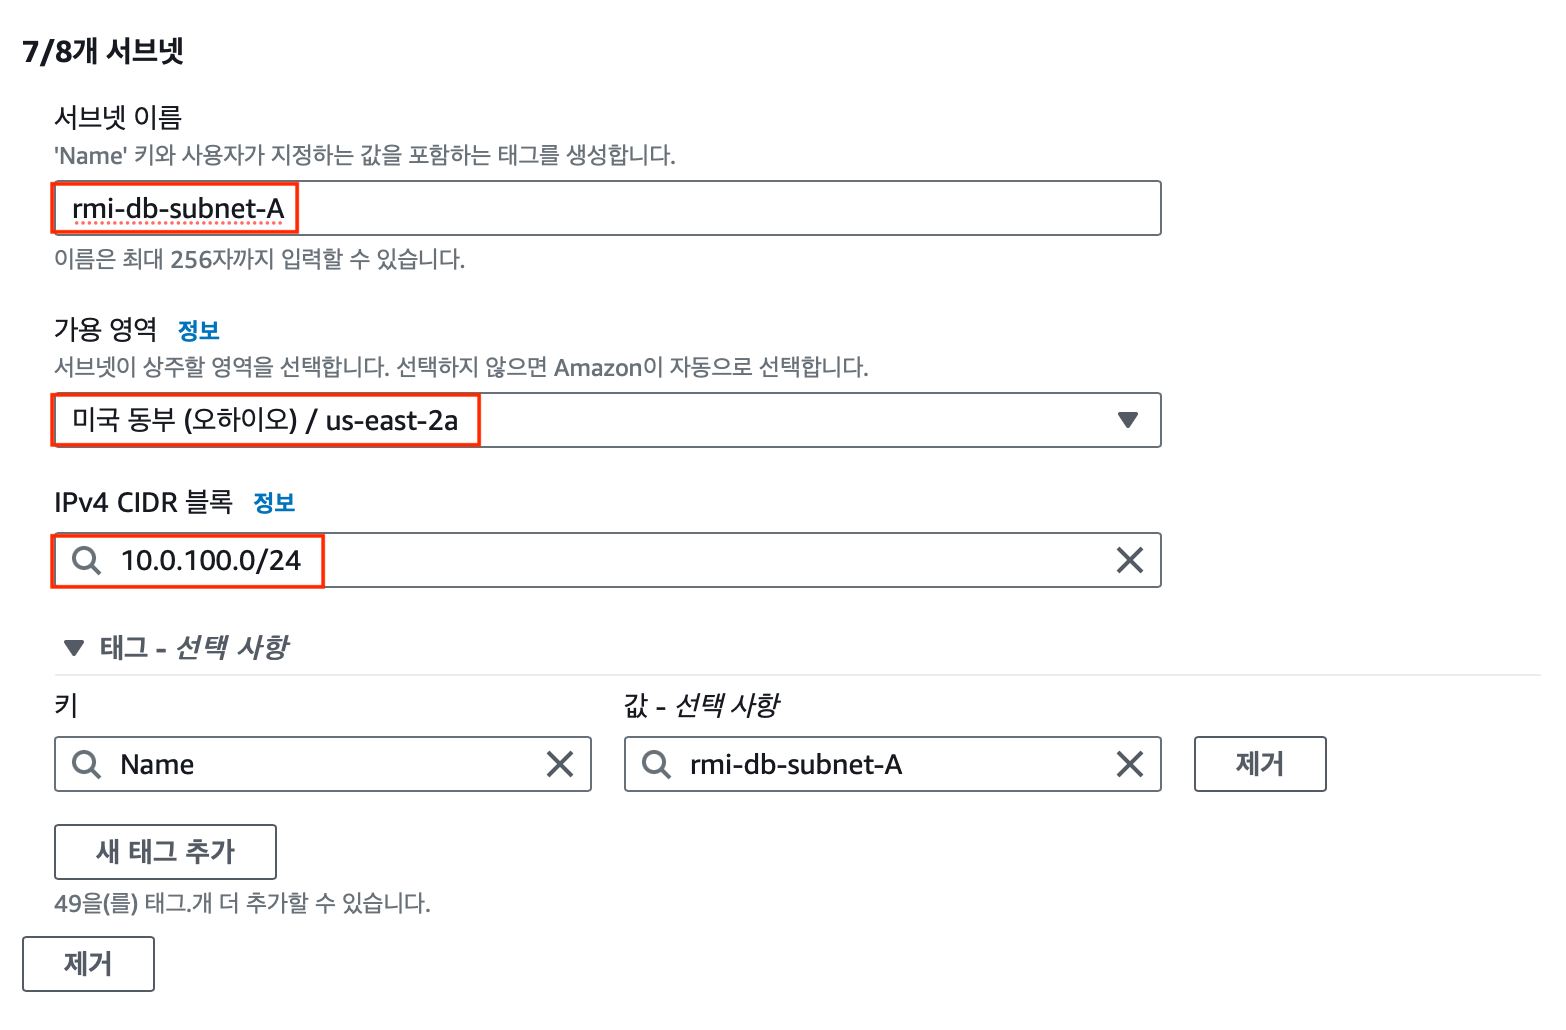 7/8개 서브넷
서브넷 이름
'Name' 키와 사용자가 지정하는 값을 포함하는 태그를 생성합니다.
rmi-db-subnet-A
이름은 최대 256자까지 입력할 수 있습니다.
가용 영역 정보
서브넷이 상주할 영역을 선택합니다. 선택하지 않으면 Amazon이 자동으로 선택합니다.
미국 동부 (오하이오) / us-east-2a
IPv4 CIDR 블록 정보
10.0.100.0/24
태그 - 선택 사항
키 값 - 선택 사항
Name rmi-db-subnet-A 제거
새 태그 추가
49을(를) 태그.개 더 추가할 수 있습니다.
제거